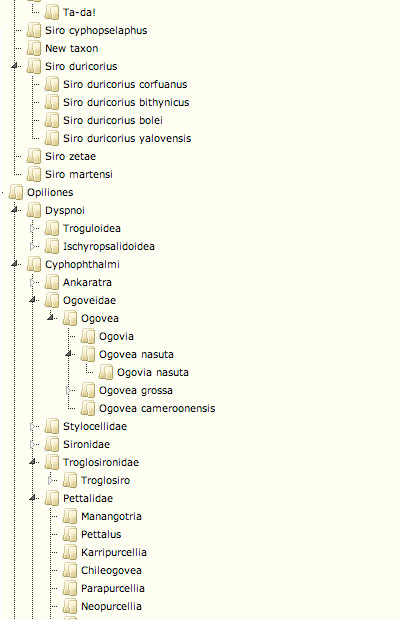 Ta-da!
Siro cyphopselaphus
New taxon
Siro duricorius
Siro duricorius corfuanus
Siro duricorius bithynicus
Siro duricorius bolei
Siro duricorius yalovensis
Siro zetae
Siro martensi
Opiliones
Dyspnoi
Troguloidea
Ischyropsalidoidea
Cyphophthalmi
Ankaratra
Ogoveidae
Ogovea
Ogovia
Ogovea nasuta
Ogovia nasuta
Ogovea grossa
Ogovea cameroonensis
Stylocellidae
Sironidae
Troglosironidae
Troglosiro
Pettalidae
Manangotria
Pettalus
Karripurcellia
Chileogovea
Parapurcellia
Neopurcellia